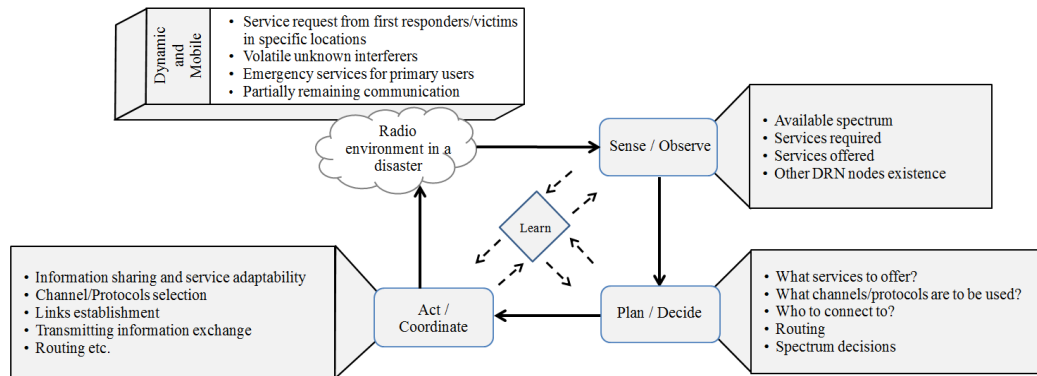 Dynamic
and
Mobile
• Service request from first responders/victims
in specific locations
• Volatile unknown interferers
• Emergency services for primary users
• Partially remaining communication
Radio
environment in a
disaster
Sense / Observe
• Available spectrum
• Services required
• Services offered
• Other DRN nodes existence
Learn
• Information sharing and service adaptability
• Channel/Protocols selection
• Links establishment
• Transmitting information exchange
• Routing etc.
Act /
Coordinate
Plan / Decide
• What services to offer?
• What channels/protocols are to be used?
• Who to connect to?
• Routing
• Spectrum decisions